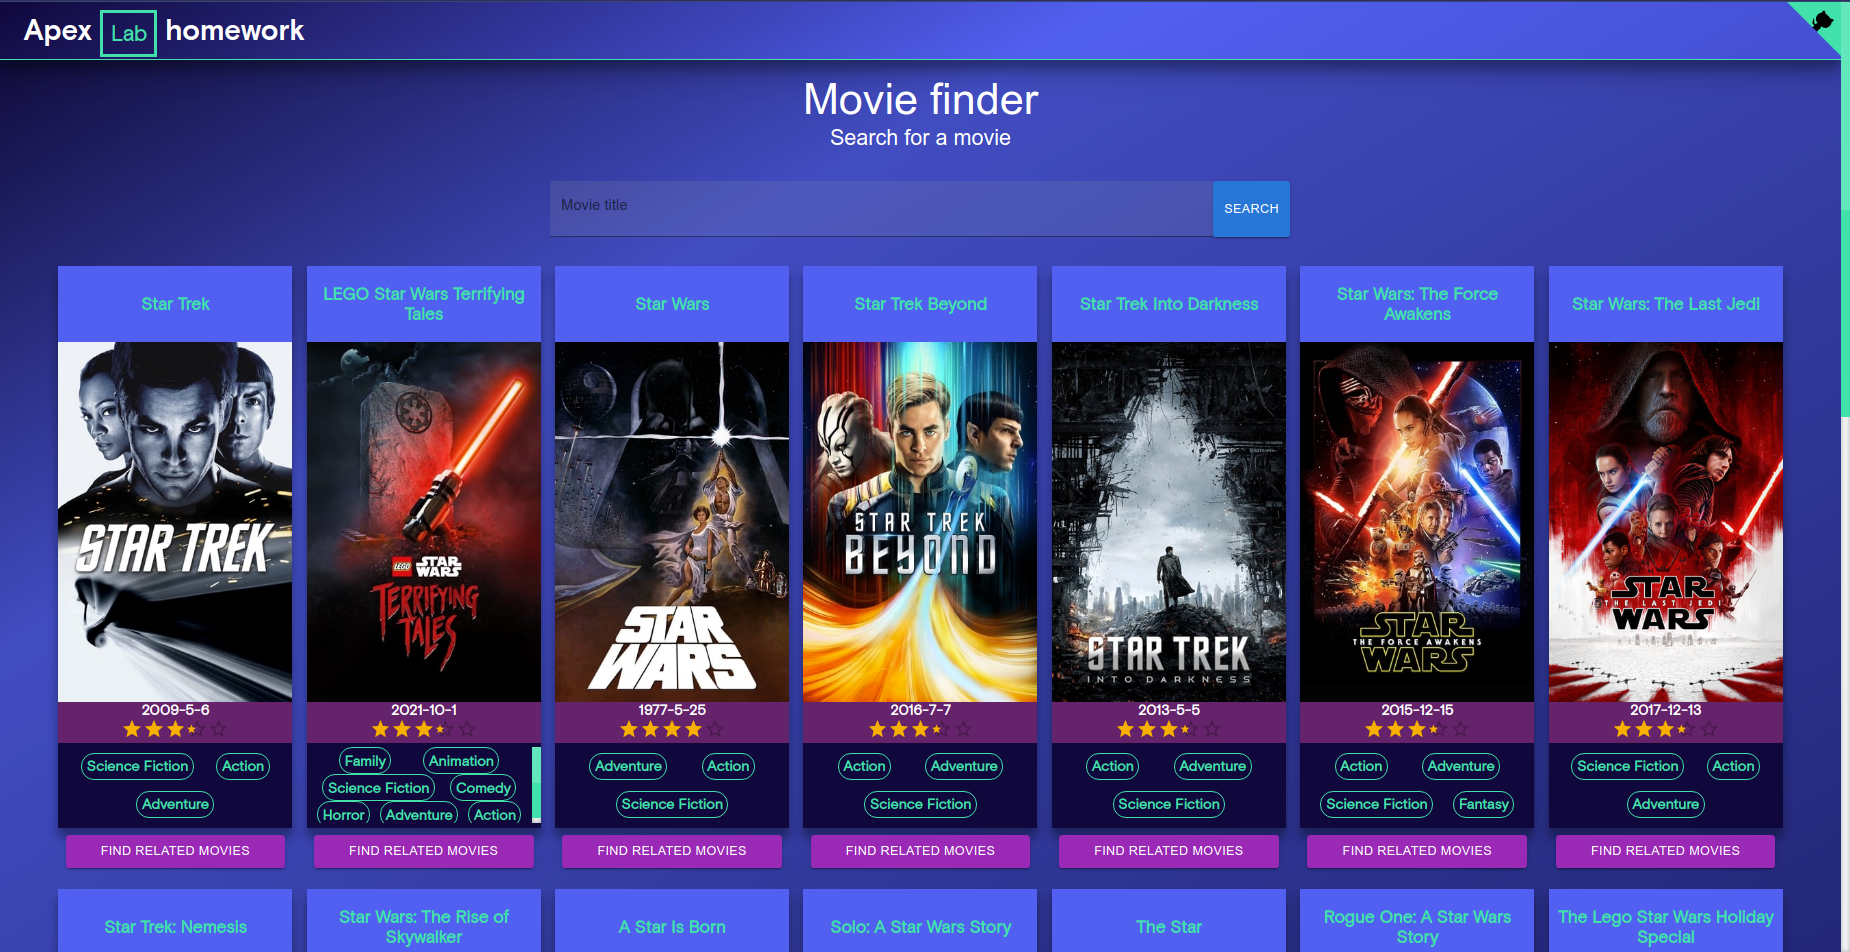 Apex Lab homework
Movie finder
Search for a movie
Movie title
SEARCH
Star Trek
LEGO Star Wars Terrifying
Tales
Star Wars
Star Trek Beyond
Star Trek Into Darkness
Star Wars: The Force
Awakens
Star Wars: The Last Jedi
STAR TREK
LEGO STAR
WARS
TERRIFYING
TALES
STAR
WARS
STAR TREK
BEYOND
STAR TREK
INTO DARKNESS
STAR
THE FORCE AWAKENS
WARS
STAR
THE LAST JEDI
WARS
2009-5-6
2021-10-1
1977-5-25
2016-7-7
2013-5-5
2015-12-15
2017-12-13
Science Fiction Action
Adventure
Family Animation
Science Fiction Comedy
Horror Adventure Action
Adventure Action
Science Fiction
Action Adventure
Science Fiction
Action Adventure
Science Fiction
Action Adventure
Science Fiction Fantasy
Science Fiction Action
Adventure
FIND RELATED MOVIES
FIND RELATED MOVIES
FIND RELATED MOVIES
FIND RELATED MOVIES
FIND RELATED MOVIES
FIND RELATED MOVIES
FIND RELATED MOVIES
Star Trek: Nemesis
Star Wars: The Rise of
Skywalker
A Star Is Born
Solo: A Star Wars Story
The Star
Rogue One: A Star Wars
Story
The Lego Star Wars Holiday
Special